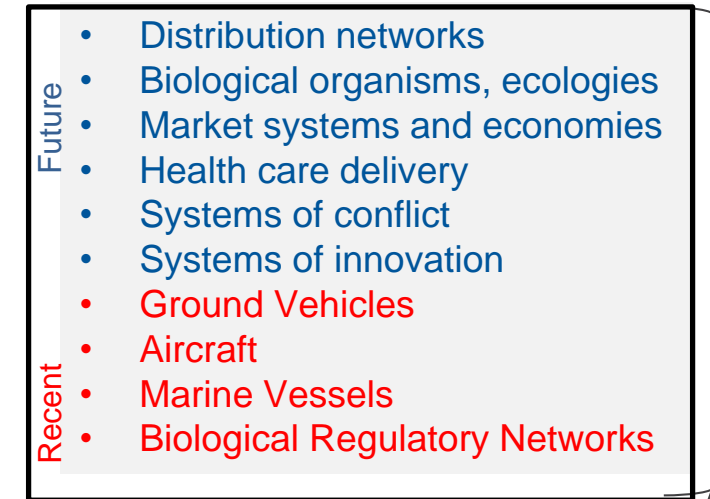 Future
• Distribution networks
• Biological organisms, ecologies
• Market systems and economies
• Health care delivery
• Systems of conflict
• Systems of innovation
Recent
• Ground Vehicles
• Aircraft
• Marine Vessels
• Biological Regulatory Networks